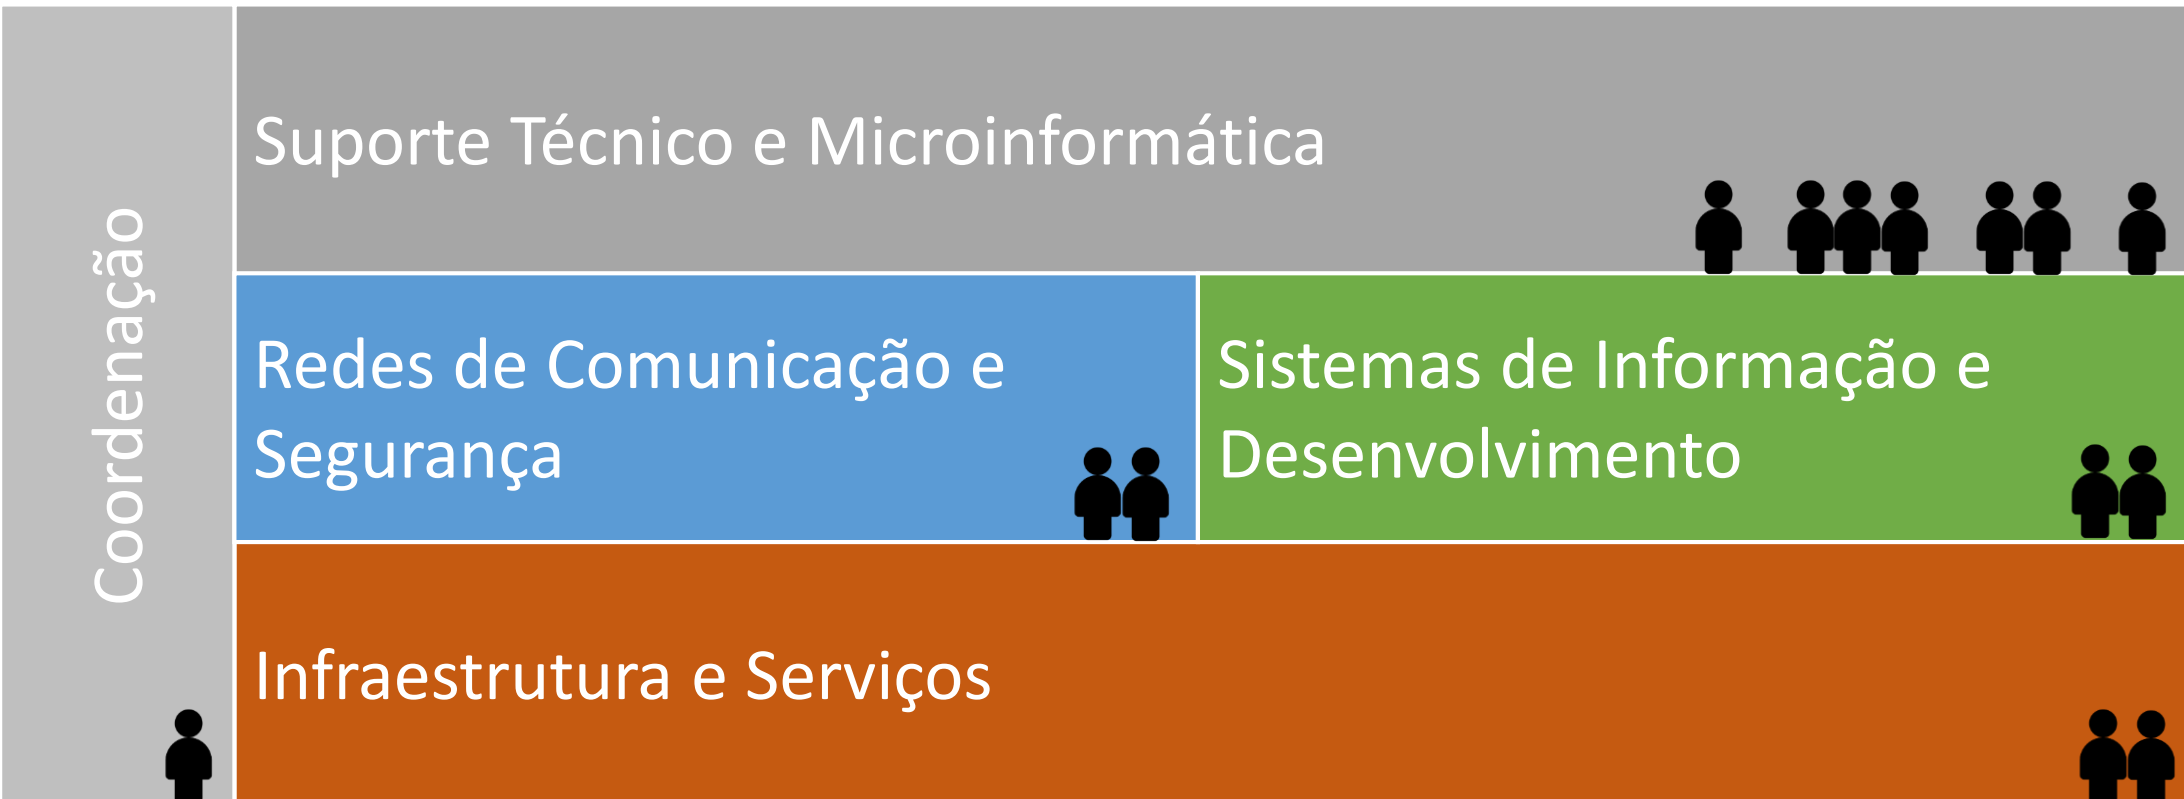 Coordenação
Suporte Técnico e Microinformática
Redes de Comunicação e
Segurança
Sistemas de Informação e
Desenvolvimento
Infraestrutura e Serviços